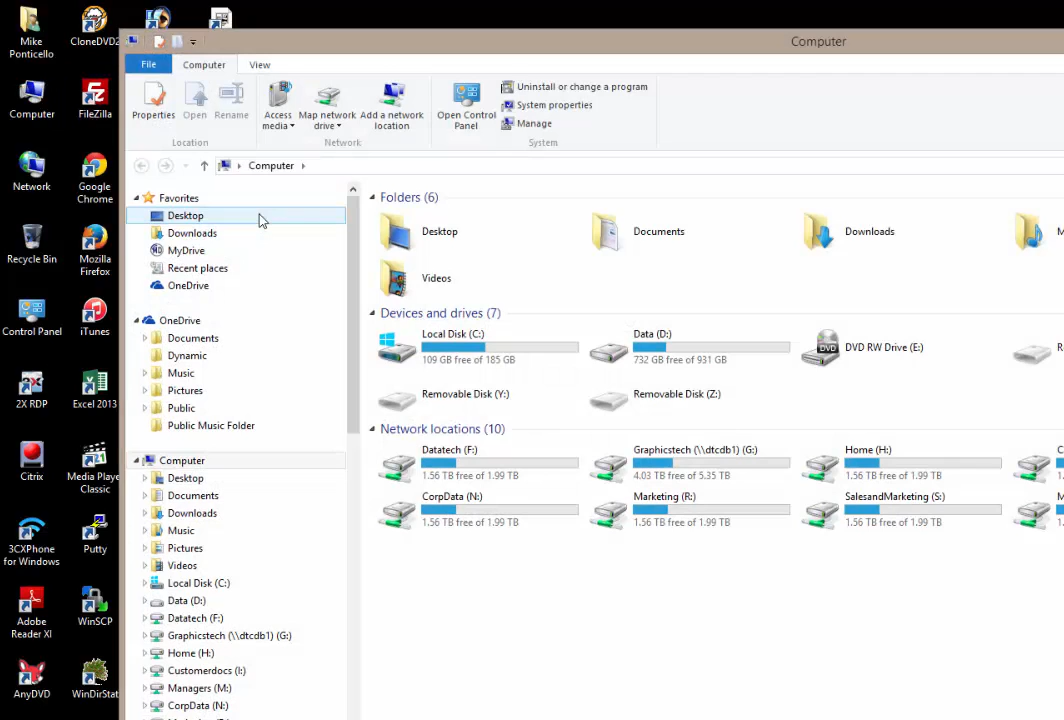 Mike
Ponticello
CloneDVD2
Computer
FileZilla
Network
Google
Chrome
Recycle Bin
Mozilla
Firefox
Control Panel
iTunes
2X RDP
Excel 2013
Citrix
Media Player
Classic
3CXPhone
for Windows
Putty
Adobe
Reader XI
WinSCP
AnyDVD
WinDirStat
Computer
File
Computer
View
Properties
Open
Rename
Access
media
Map network
drive
Add a network
location
Open Control
Panel
Uninstall or change a program
System properties
Manage
Location
Network
System
Computer
Favorites
Desktop
Downloads
MyDrive
Recent places
OneDrive
OneDrive
Documents
Dynamic
Music
Pictures
Public
Public Music Folder
Computer
Desktop
Documents
Downloads
Music
Pictures
Videos
Local Disk (C:)
Data (D:)
Datatech (F:)
Graphicstech (\\dtcdb1) (G:)
Home (H:)
Customerdocs (I:)
Managers (M:)
CorpData (N:)
Folders (6)
Desktop
Documents
Downloads
M
Videos
Devices and drives (7)
Local Disk (C:)
109 GB free of 185 GB
Data (D:)
732 GB free of 931 GB
DVD
DVD RW Drive (E:)
R
Removable Disk (Y:)
Removable Disk (Z:)
Network locations (10)
Datatech (F:)
1.56 TB free of 1.99 TB
Graphicstech (\\dtcdb1) (G:)
4.03 TB free of 5.35 TB
Home (H:)
1.56 TB free of 1.99 TB
C
1.
CorpData (N:)
1.56 TB free of 1.99 TB
Marketing (R:)
1.56 TB free of 1.99 TB
SalesandMarketing (S:)
1.56 TB free of 1.99 TB
M
1.